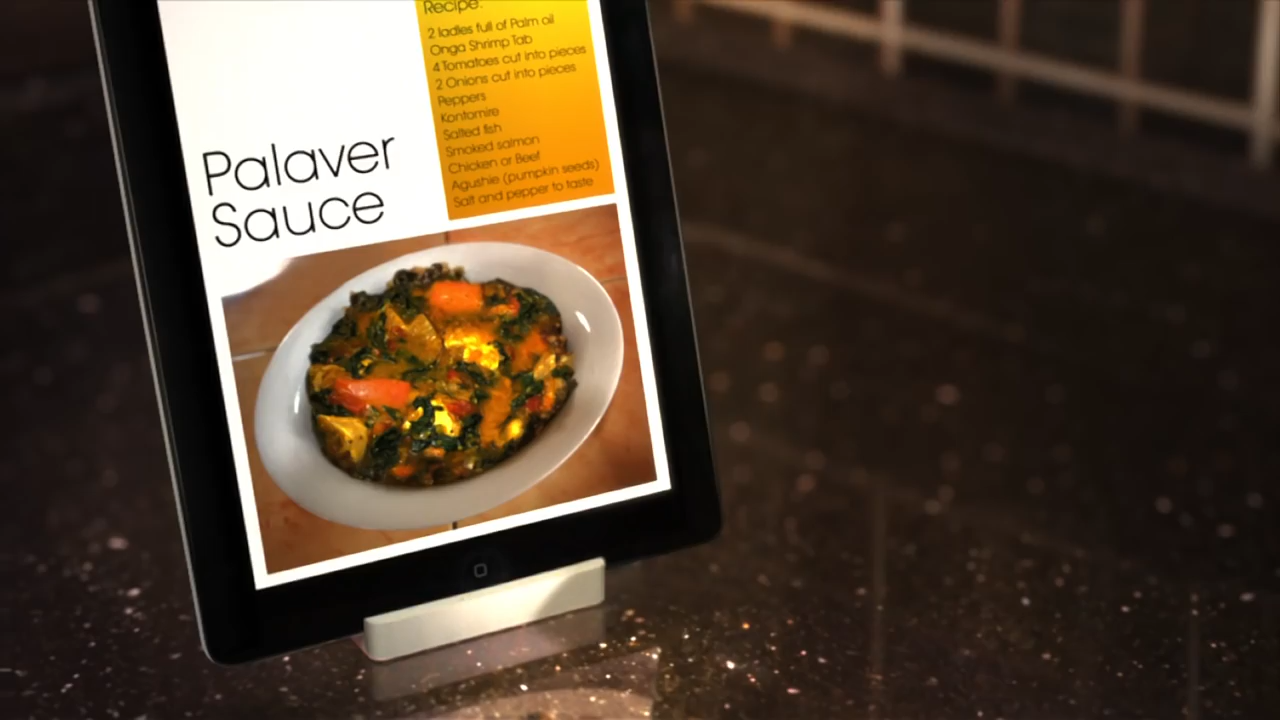 Recipe:
2 ladles full of Palm oil
Onga Shrimp Tab
4 Tomatoes cut into pieces
2 Onions cut into pieces
Peppers
Kontomire
Salted fish
Smoked salmon
Chicken or Beef
Agushie (pumpkin seeds)
Salt and pepper to taste
Palaver
Sauce